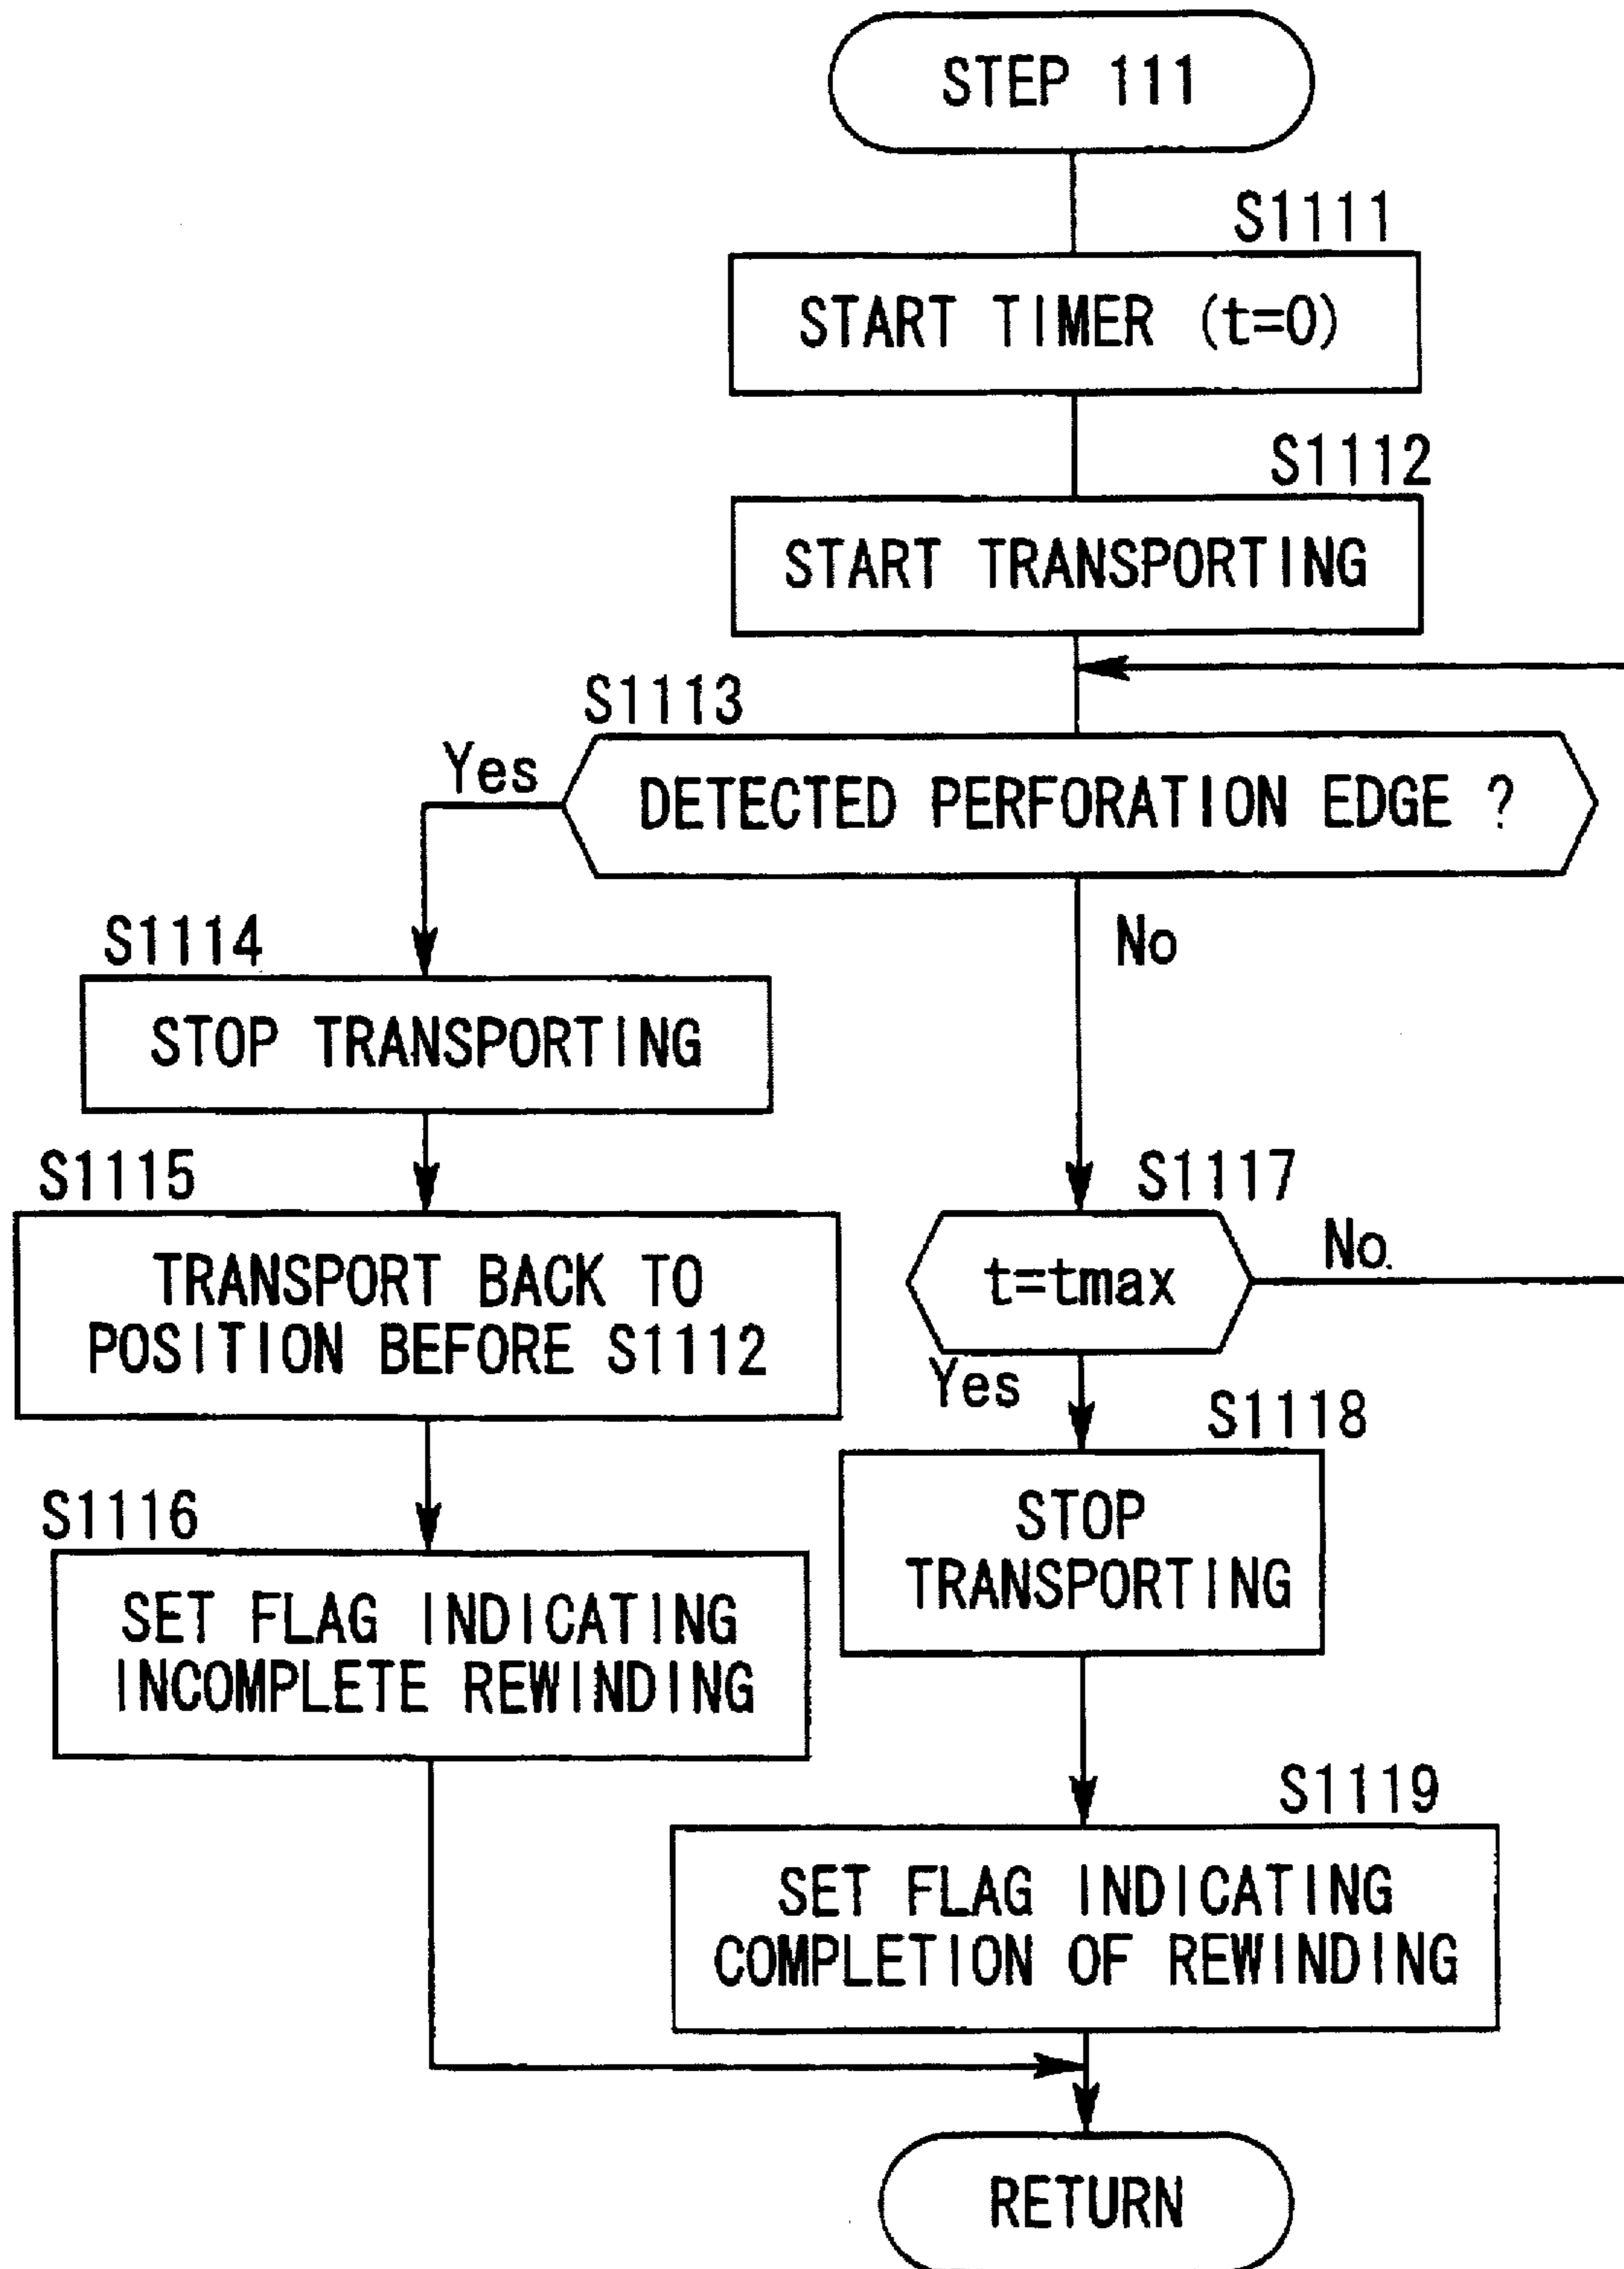 STEP 111
S1111
START TIMER (t=0)
S1112
START TRANSPORTING
S1113
Yes
DETECTED PERFORATION EDGE ?
No
S1114
STOP TRANSPORTING
S1115
TRANSPORT BACK TO
POSITION BEFORE S1112
S1117
t=tmax
No
Yes
S1116
SET FLAG INDICATING
INCOMPLETE REWINDING
S1118
STOP
TRANSPORTING
S1119
SET FLAG INDICATING
COMPLETION OF REWINDING
RETURN